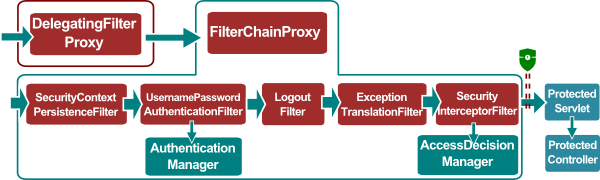 DelegatingFilter
Proxy
FilterChainProxy
SecurityContext
PersistenceFilter
UsernamePassword
AuthenticationFilter
Logout
Filter
Exception
TranslationFilter
Security
InterceptorFilter
Protected
Servlet
Authentication
Manager
AccessDecision
Manager
Protected
Controller